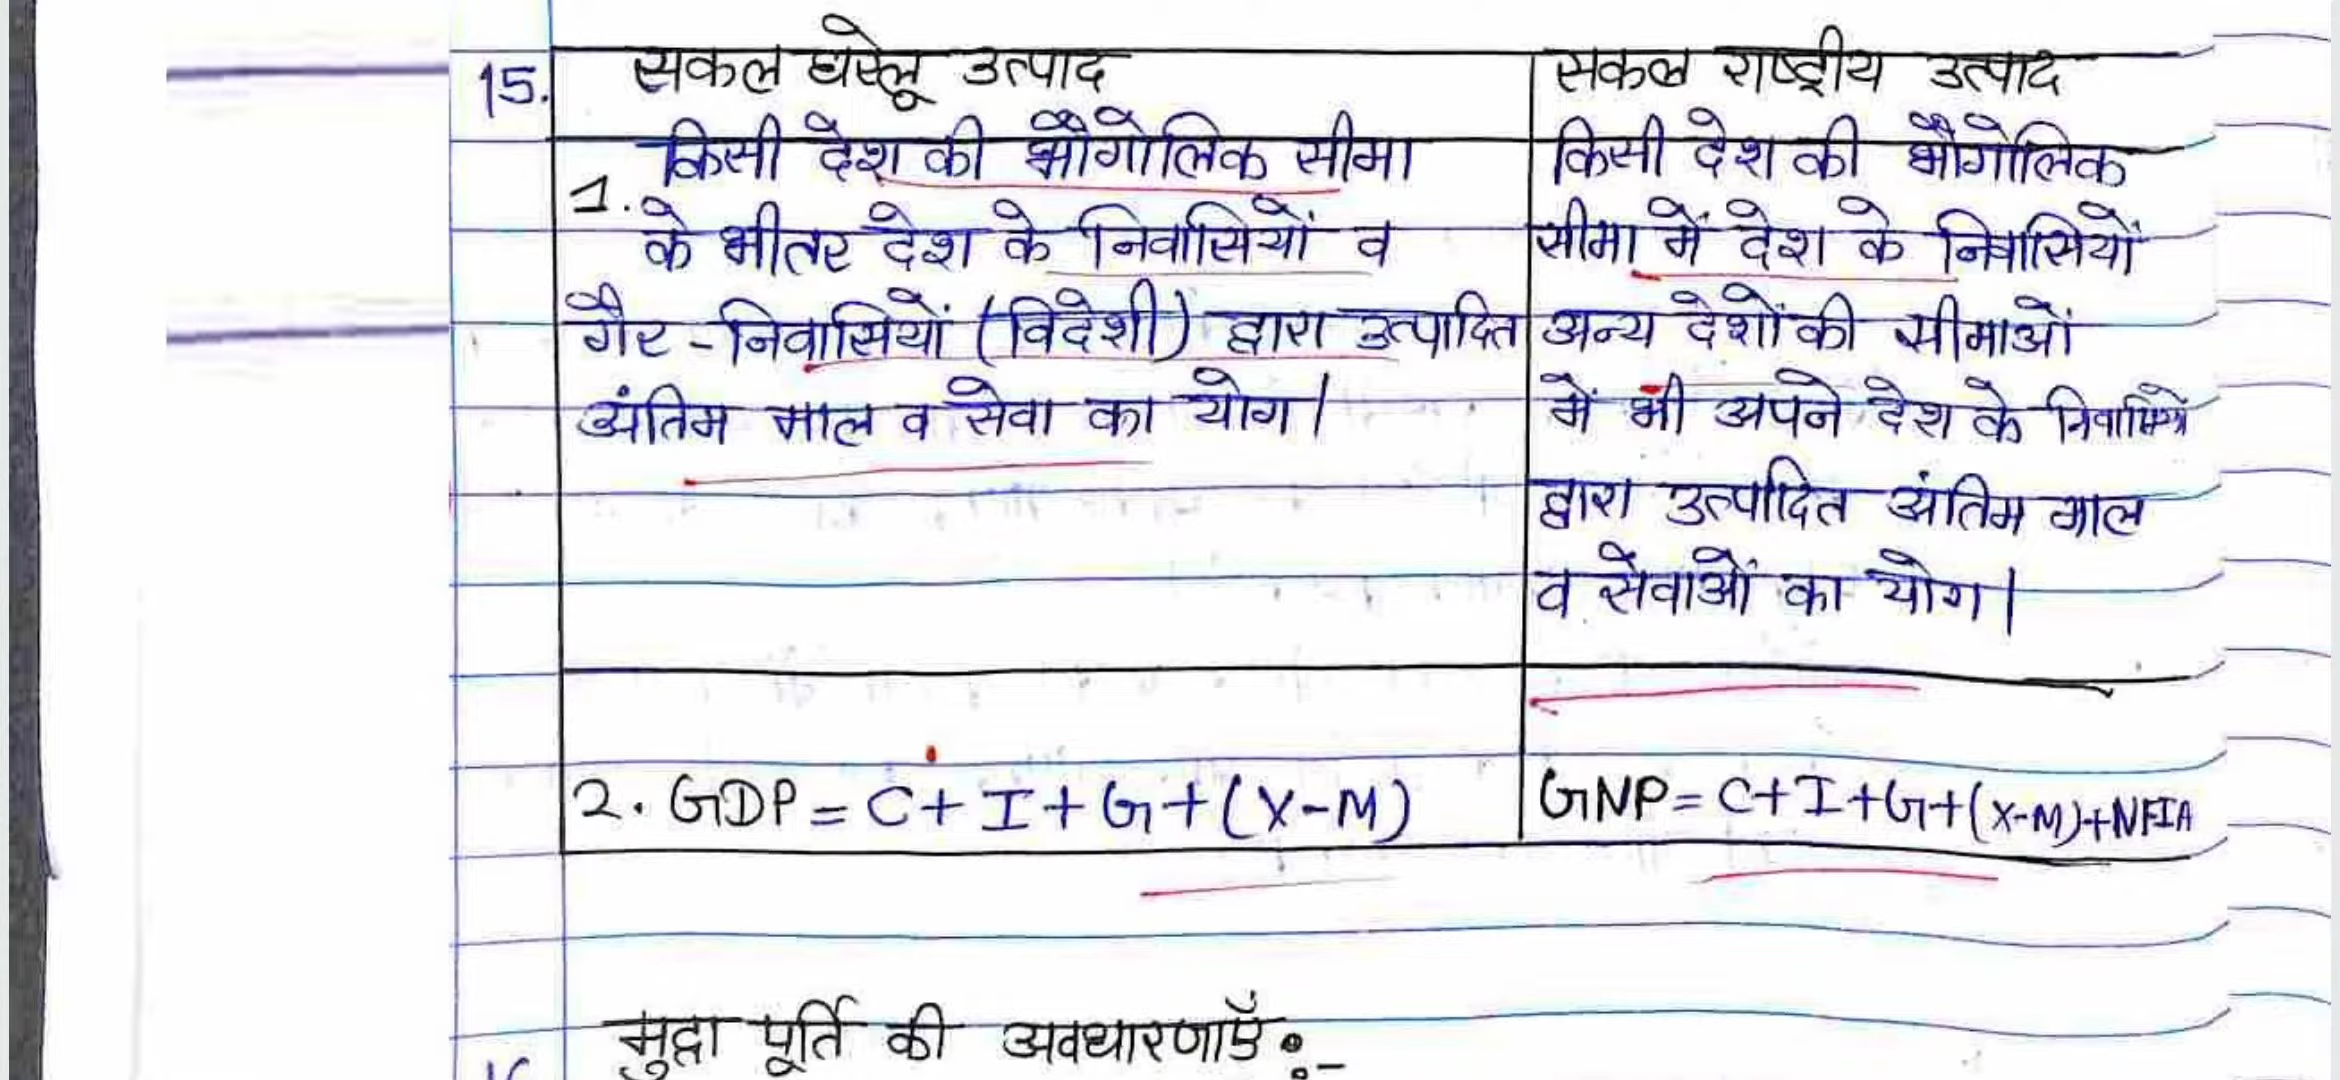 15. सकल घरेलू उत्पाद | सकल राष्ट्रीय उत्पाद
1. किसी देश की भौगोलिक सीमा
के भीतर देश के निवासियों व
गैर-निवासियों (विदेशी) द्वारा उत्पादित
अंतिम माल व सेवा का योग।
किसी देश की भौगोलिक
सीमा में देश के निवासियों
अन्य देशों की सीमाओं
में भी अपने देश के निवासियों
द्वारा उत्पादित अंतिम माल
व सेवाओं का योग।
2. GDP = C + I + G + (X-M) | GNP = C+I+G+(X-M)+NFIA
मुद्रा पूर्ति की अवधारणाएँ :-